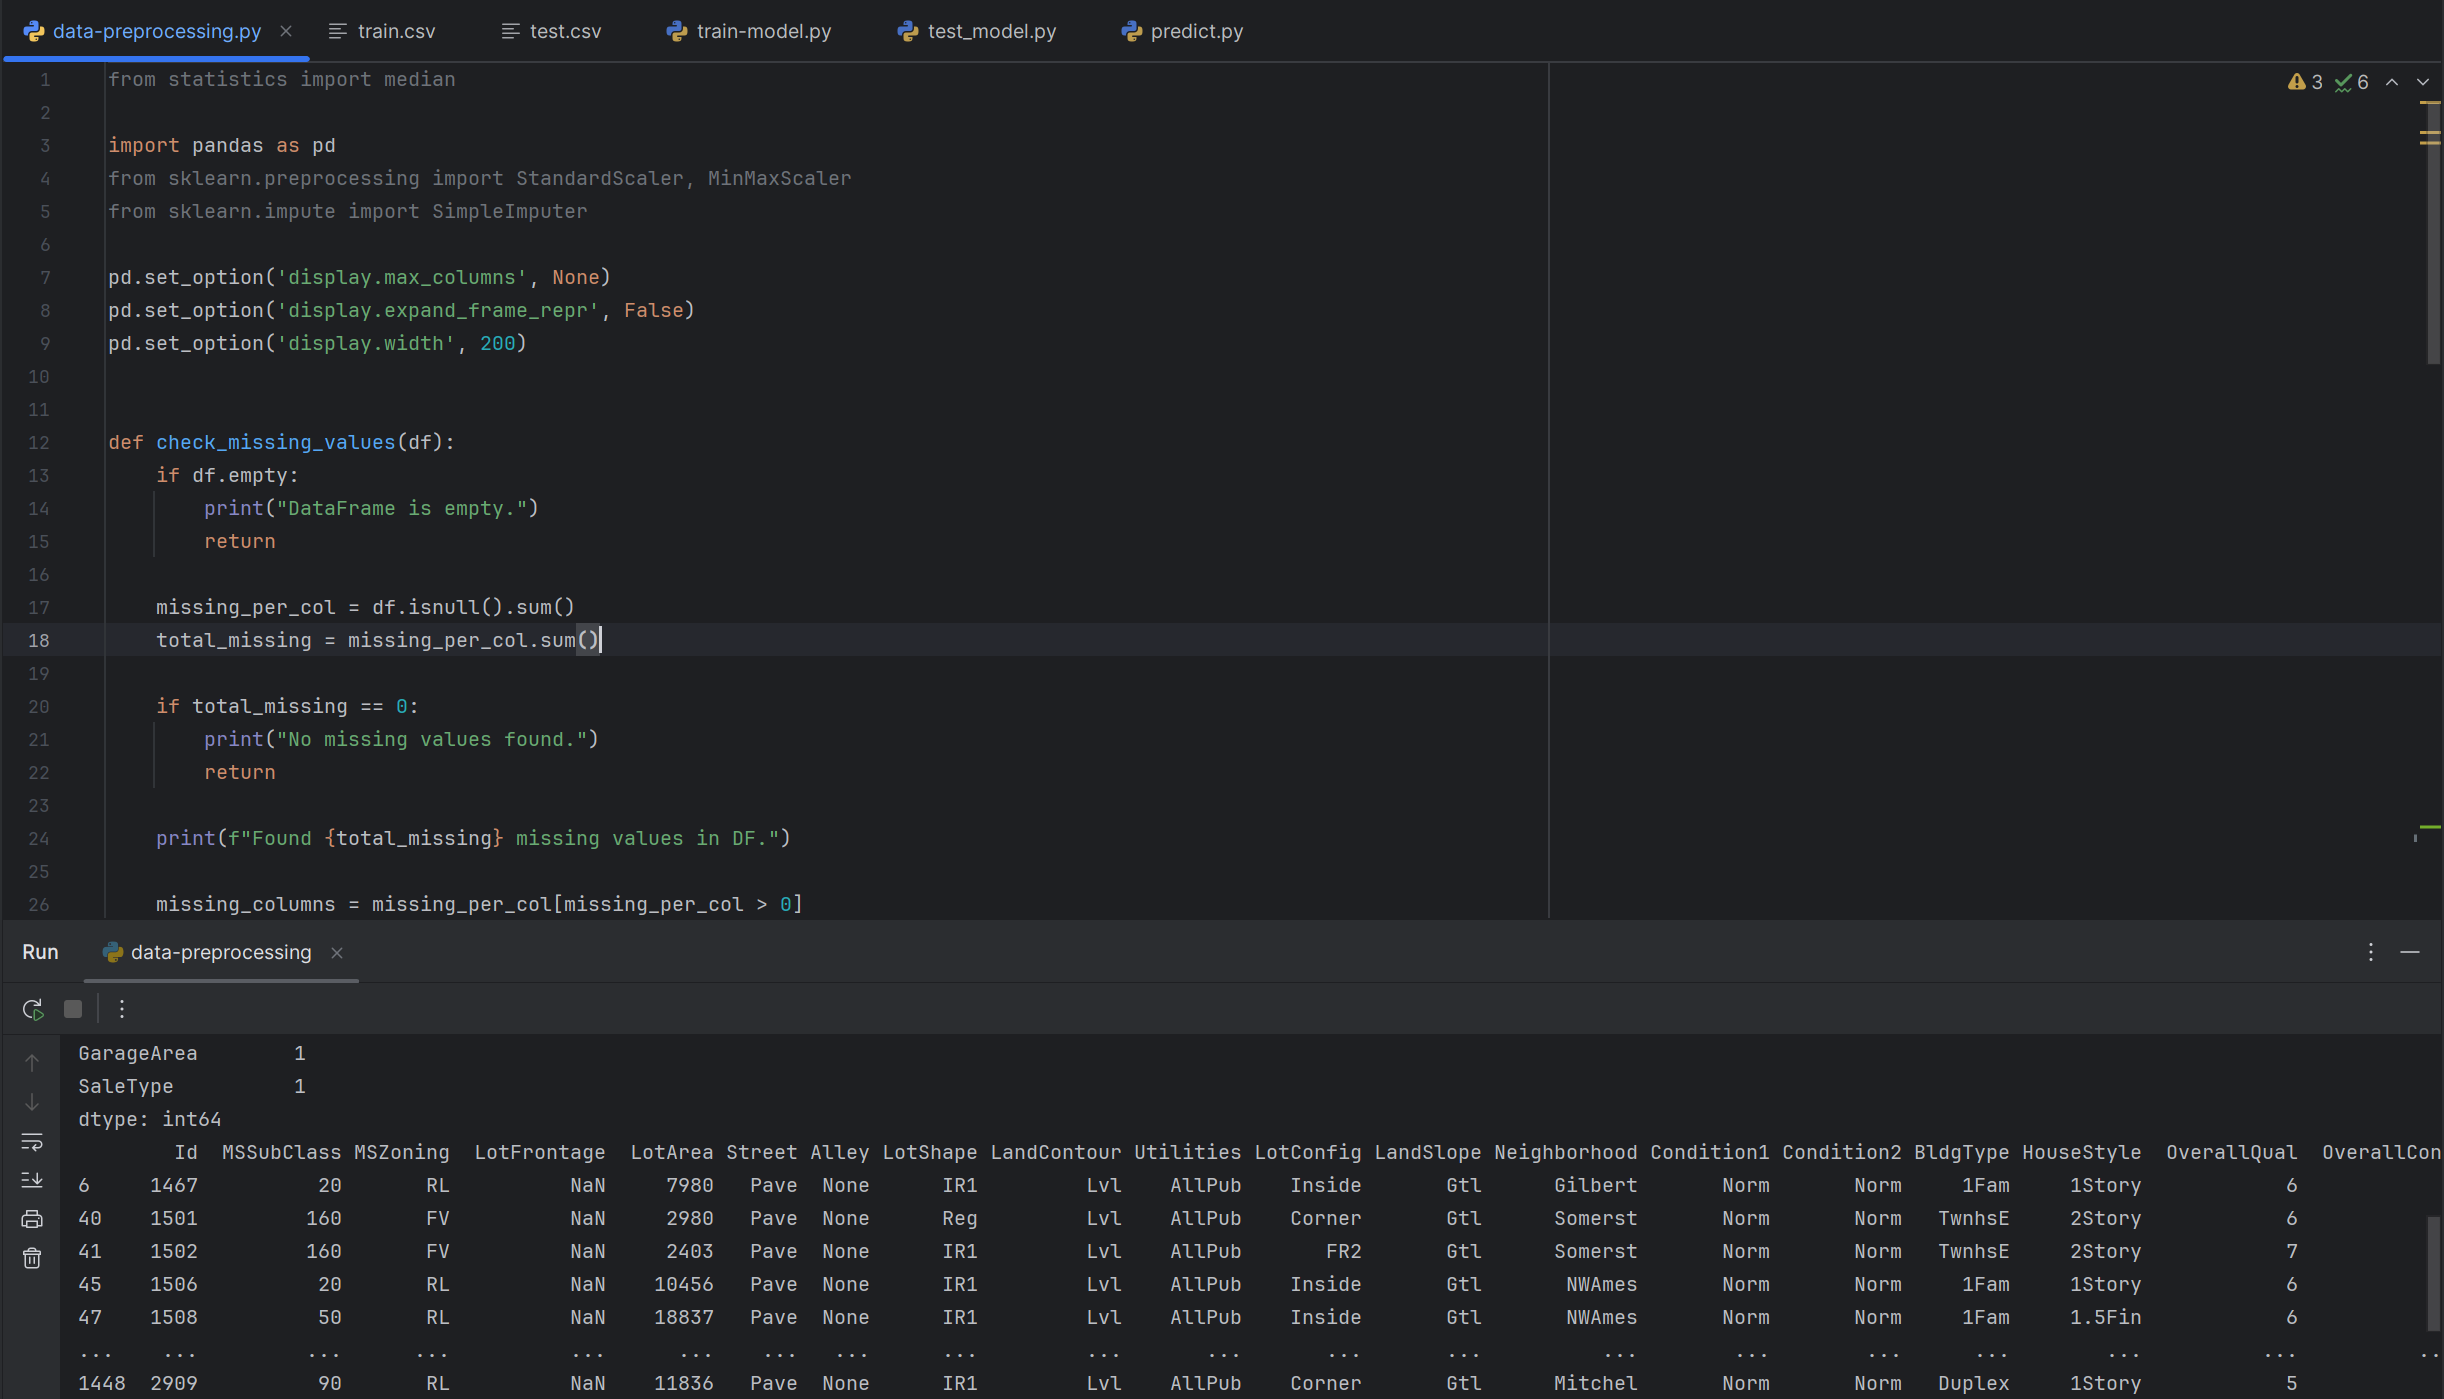 data-preprocessing.py train.csv test.csv train-model.py test_model.py predict.py
3 6
1 from statistics import median
2
3 import pandas as pd
4 from sklearn.preprocessing import StandardScaler, MinMaxScaler
5 from sklearn.impute import SimpleImputer
6
7 pd.set_option('display.max_columns', None)
8 pd.set_option('display.expand_frame_repr', False)
9 pd.set_option('display.width', 200)
10
11
12 def check_missing_values(df):
13     if df.empty:
14         print("DataFrame is empty.")
15         return
16
17     missing_per_col = df.isnull().sum()
18     total_missing = missing_per_col.sum()
19
20     if total_missing == 0:
21         print("No missing values found.")
22         return
23
24     print(f"Found {total_missing} missing values in DF.")
25
26     missing_columns = missing_per_col[missing_per_col > 0]
Run data-preprocessing
GarageArea        1
SaleType          1
dtype: int64
        Id  MSSubClass MSZoning  LotFrontage  LotArea Street Alley LotShape LandContour Utilities LotConfig LandSlope Neighborhood Condition1 Condition2 BldgType HouseStyle  OverallQual  OverallCon
6     1467          20       RL          NaN     7980   Pave  None      IR1         Lvl    AllPub    Inside       Gtl      Gilbert       Norm       Norm     1Fam     1Story            6
40    1501         160       FV          NaN     2980   Pave  None      Reg         Lvl    AllPub    Corner       Gtl      Somerst       Norm       Norm   TwnhsE     2Story            6
41    1502         160       FV          NaN     2403   Pave  None      IR1         Lvl    AllPub       FR2       Gtl      Somerst       Norm       Norm   TwnhsE     2Story            7
45    1506          20       RL          NaN    10456   Pave  None      IR1         Lvl    AllPub    Inside       Gtl       NWAmes       Norm       Norm     1Fam     1Story            6
47    1508          50       RL          NaN    18837   Pave  None      IR1         Lvl    AllPub    Inside       Gtl       NWAmes       Norm       Norm     1Fam     1.5Fin            6
...    ...         ...      ...          ...      ...    ...   ...      ...         ...       ...       ...       ...          ...        ...        ...      ...        ...          ...         ..
1448  2909          90       RL          NaN    11836   Pave  None      IR1         Lvl    AllPub    Corner       Gtl      Mitchel       Norm       Norm   Duplex     1Story            5